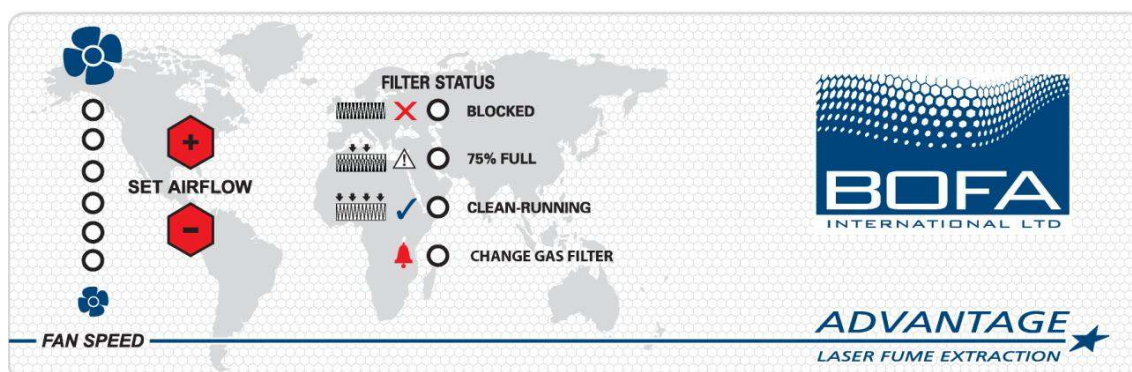 FILTER STATUS
BLOCKED
75% FULL
CLEAN-RUNNING
CHANGE GAS FILTER
+
SET AIRFLOW
-
FAN SPEED
BOFA
INTERNATIONAL LTD
ADVANTAGE
LASER FUME EXTRACTION